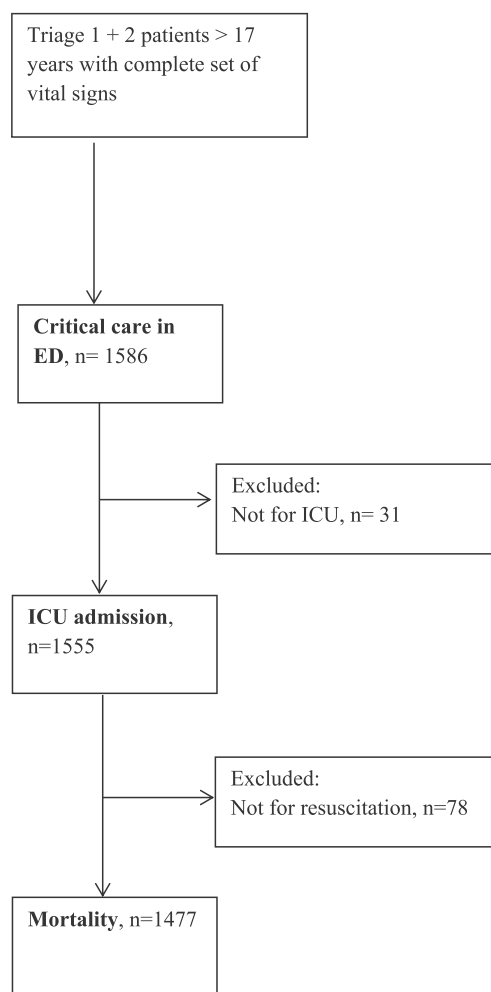 Triage 1 + 2 patients > 17
years with complete set of
vital signs
Critical care in
ED, n= 1586
Excluded:
Not for ICU, n= 31
ICU admission,
n=1555
Excluded:
Not for resuscitation, n=78
Mortality, n=1477